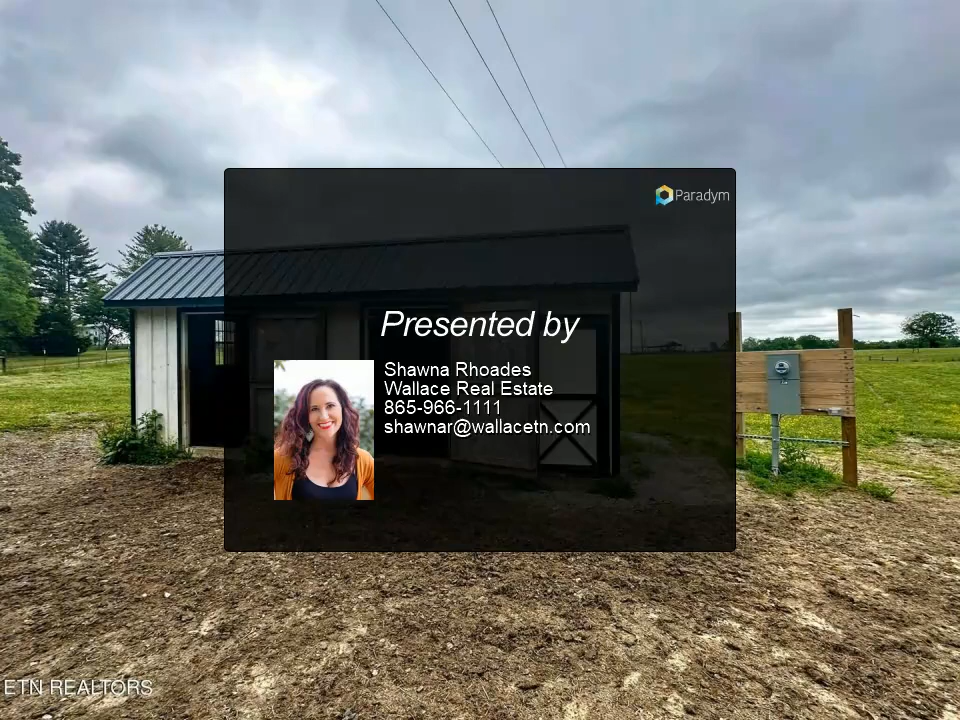 Paradym
Presented by
Shawna Rhoades
Wallace Real Estate
865-966-1111
shawnar@wallacetn.com
ETN REALTORS